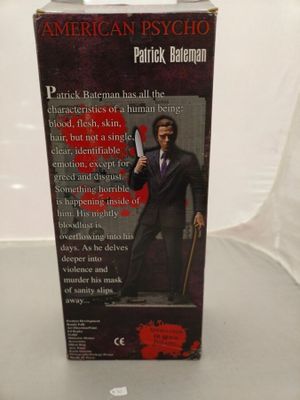 AMERICAN PSYCHO
Patrick Bateman
Patrick Bateman has all the
characteristics of a human being:
blood, flesh, skin,
hair, but not a single,
clear, identifiable
emotion, except for
greed and disgust.
Something horrible
is happening inside of
him. His nightly
bloodlust is
overflowing into his
days. As he delves
deeper into
violence and
murder his mask
of sanity slips
away...
Product Development
CE